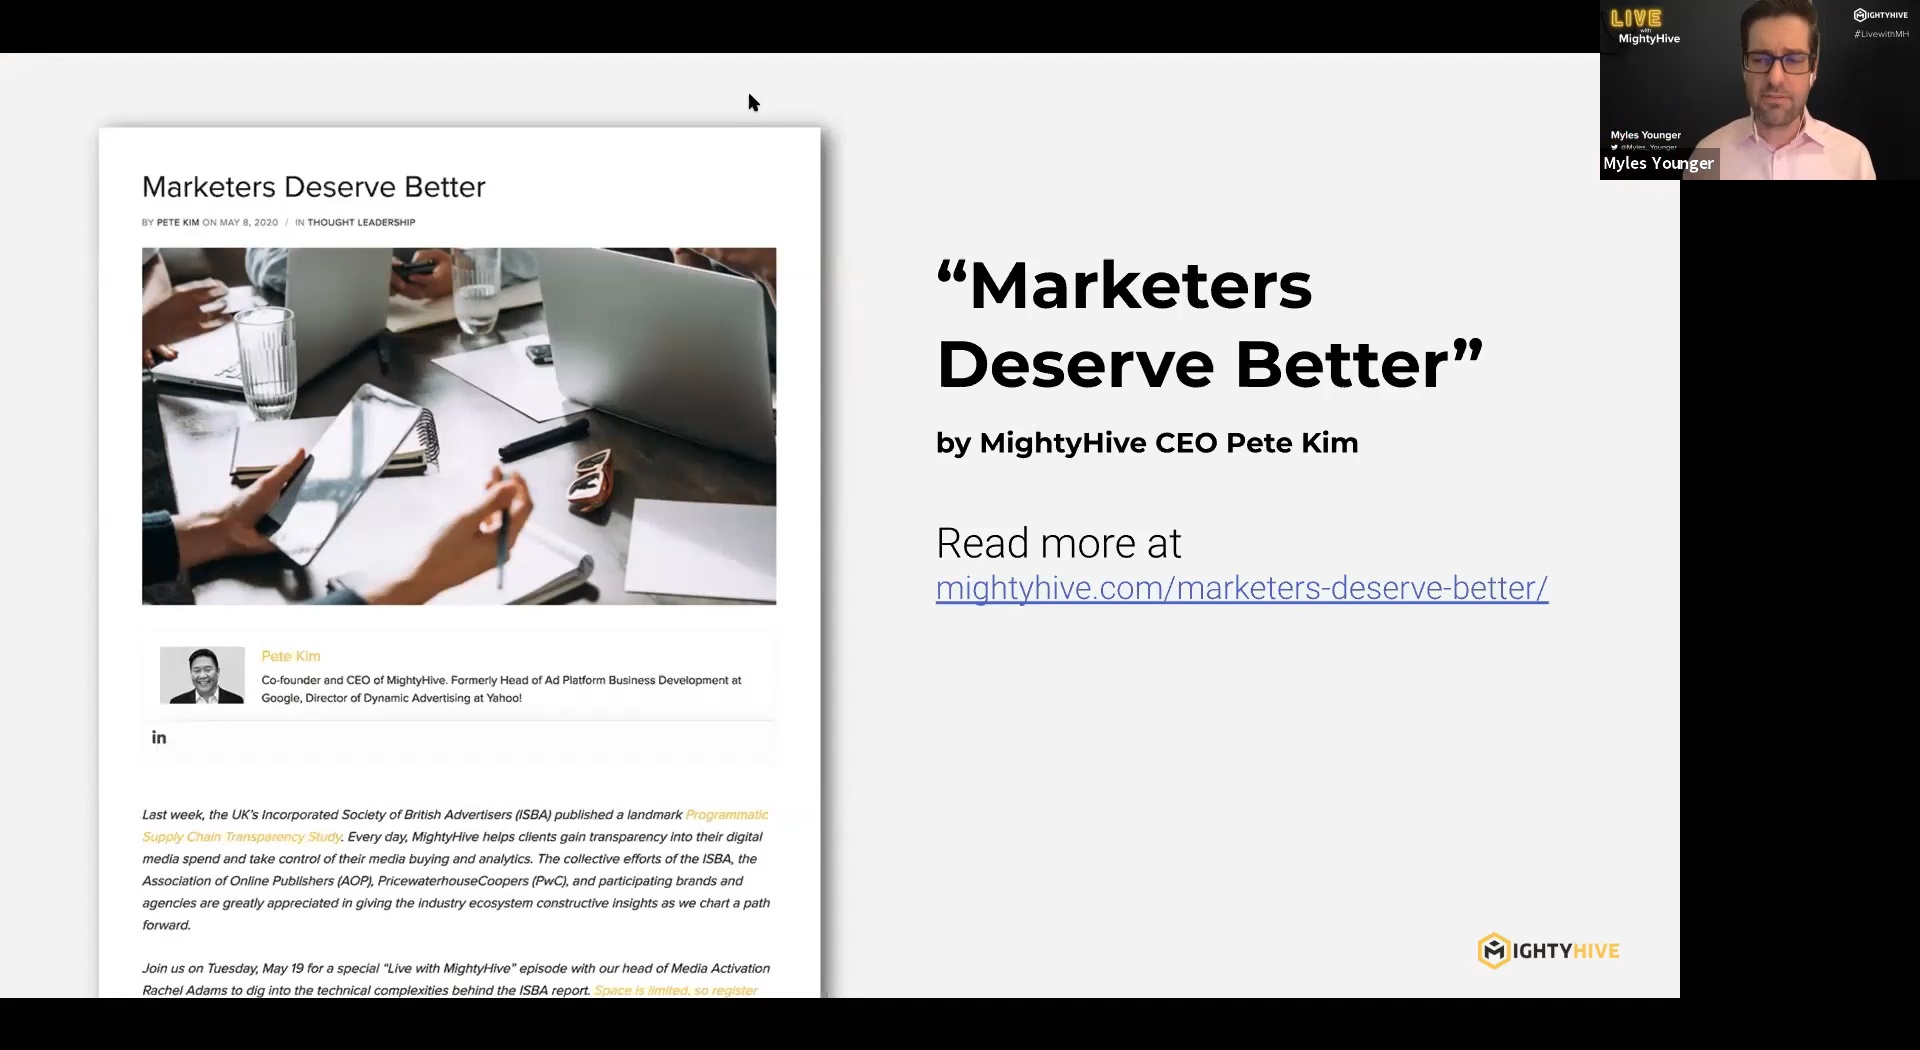 Marketers Deserve Better
BY PETE KIM ON MAY 8, 2020 / IN THOUGHT LEADERSHIP
Pete Kim
Co-founder and CEO of MightyHive. Formerly Head of Ad Platform Business Development at
Google, Director of Dynamic Advertising at Yahoo!
in
Last week, the UK's Incorporated Society of British Advertisers (ISBA) published a landmark Programmatic
Supply Chain Transparency Study. Every day, MightyHive helps clients gain transparency into their digital
media spend and take control of their media buying and analytics. The collective efforts of the ISBA, the
Association of Online Publishers (AOP), PricewaterhouseCoopers (PwC), and participating brands and
agencies are greatly appreciated in giving the industry ecosystem constructive insights as we chart a path
forward.
Join us on Tuesday, May 19 for a special “Live with MightyHive” episode with our head of Media Activation
Rachel Adams to dig into the technical complexities behind the ISBA report. Space is limited, so register
“Marketers
Deserve Better”
by MightyHive CEO Pete Kim
Read more at
mightyhive.com/marketers-deserve-better/
MIGHTYHIVE
LIVE
with
MightyHive
MIGHTYHIVE
#LivewithMH
Myles Younger
@Myles_Younger
Myles Younger